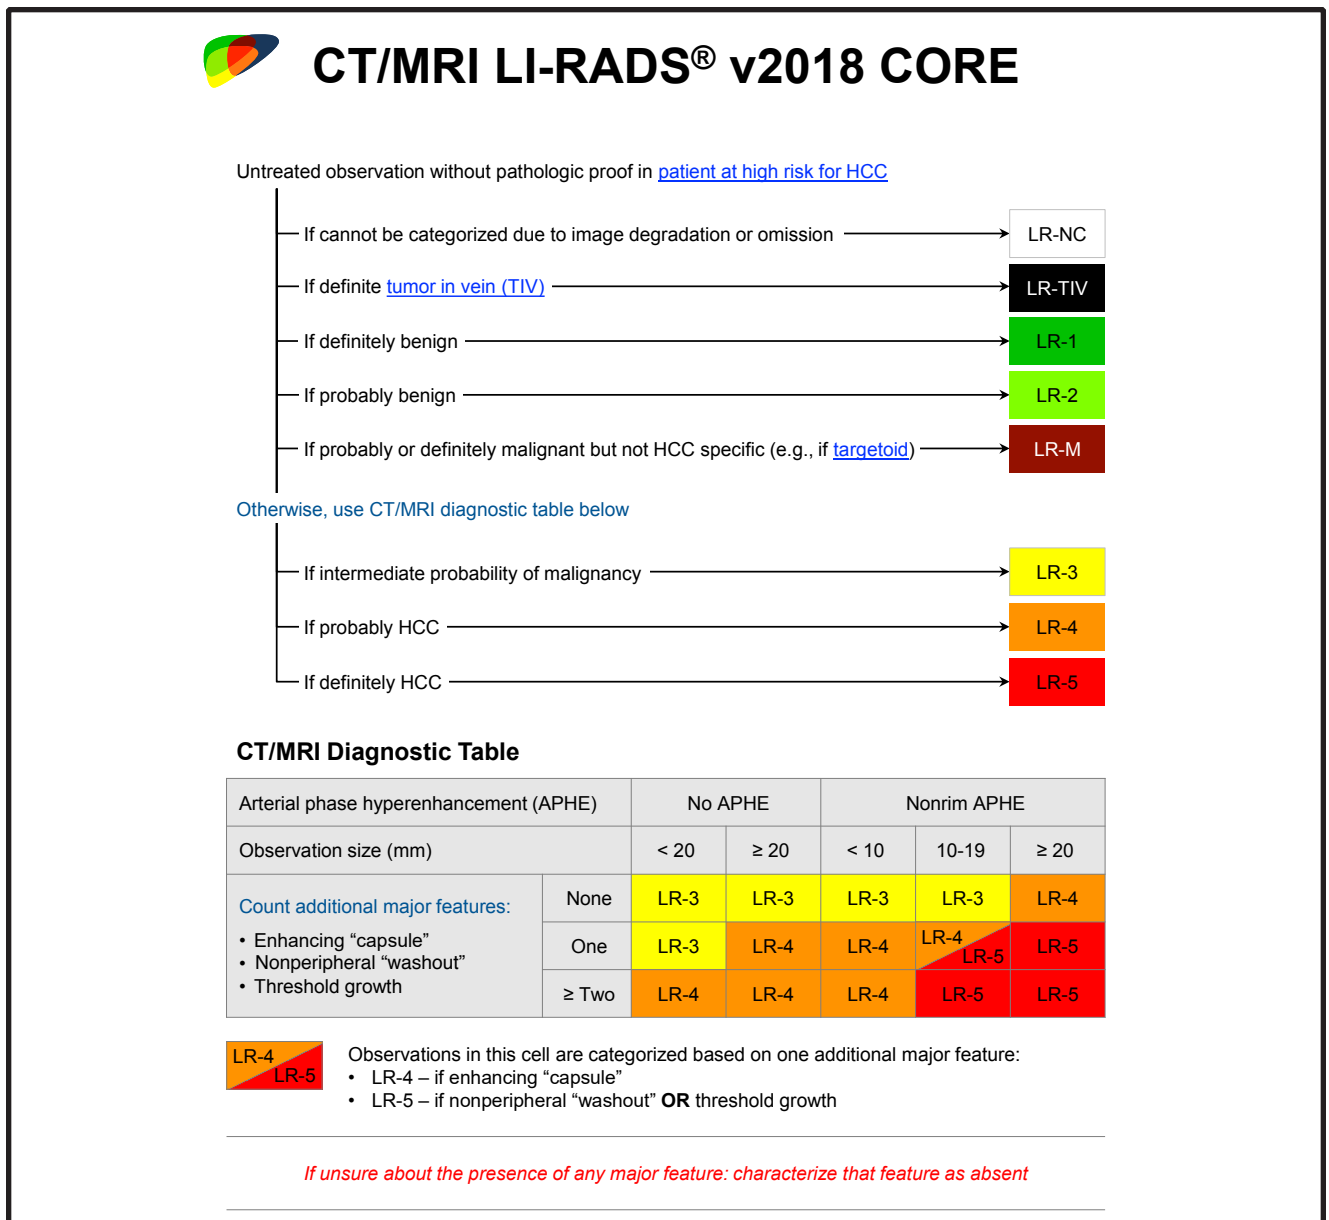 CT/MRI LI-RADS® v2018 CORE
Untreated observation without pathologic proof in patient at high risk for HCC
If cannot be categorized due to image degradation or omission
LR-NC
If definite tumor in vein (TIV)
LR-TIV
If definitely benign
LR-1
If probably benign
LR-2
If probably or definitely malignant but not HCC specific (e.g., if targetoid)
LR-M
Otherwise, use CT/MRI diagnostic table below
If intermediate probability of malignancy
LR-3
If probably HCC
LR-4
If definitely HCC
LR-5
CT/MRI Diagnostic Table
Arterial phase hyperenhancement (APHE) No APHE Nonrim APHE
Observation size (mm) < 20 ≥ 20 < 10 10-19 ≥ 20
Count additional major features:
• Enhancing “capsule”
• Nonperipheral “washout”
• Threshold growth
None LR-3 LR-3 LR-3 LR-3 LR-4
One LR-3 LR-4 LR-4 LR-4 LR-5 LR-5
≥ Two LR-4 LR-4 LR-4 LR-5 LR-5
LR-4
LR-5
Observations in this cell are categorized based on one additional major feature:
• LR-4 – if enhancing “capsule”
• LR-5 – if nonperipheral “washout” OR threshold growth
If unsure about the presence of any major feature: characterize that feature as absent